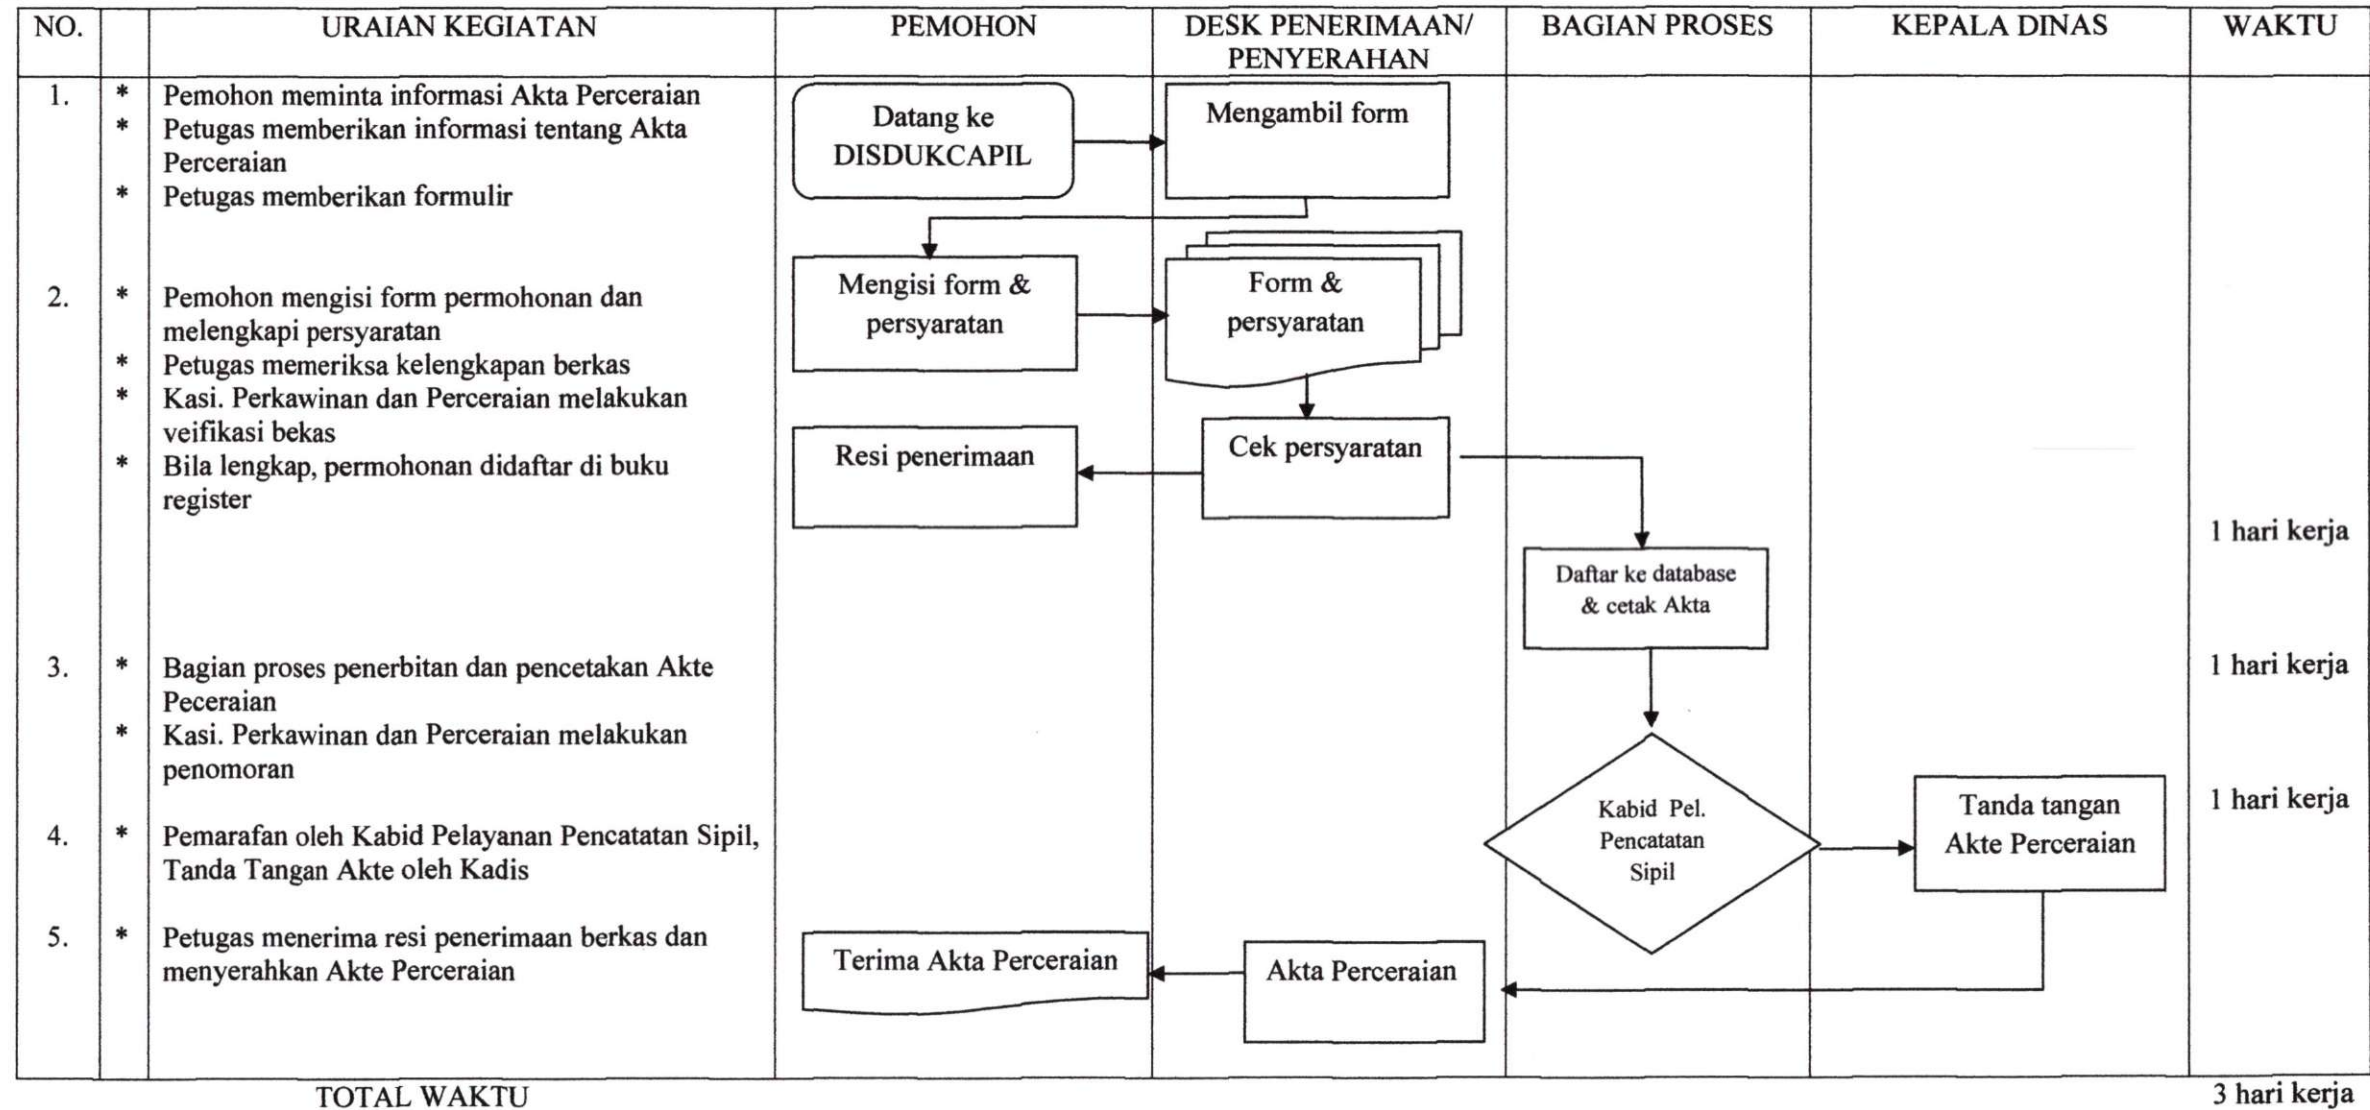 NO.
URAIAN KEGIATAN
PEMOHON
DESK PENERIMAAN/
PENYERAHAN
BAGIAN PROSES
KEPALA DINAS
WAKTU
1.
* Pemohon meminta informasi Akta Perceraian
* Petugas memberikan informasi tentang Akta
Perceraian
* Petugas memberikan formulir
Datang ke
DISDUKCAPIL
Mengambil form
2.
* Pemohon mengisi form permohonan dan
melengkapi persyaratan
* Petugas memeriksa kelengkapan berkas
* Kasi. Perkawinan dan Perceraian melakukan
veifikasi bekas
* Bila lengkap, permohonan didaftar di buku
register
Mengisi form &
persyaratan
Form &
persyaratan
Resi penerimaan
Cek persyaratan
Daftar ke database
& cetak Akta
1 hari kerja
3.
* Bagian proses penerbitan dan pencetakan Akte
Peceraian
* Kasi. Perkawinan dan Perceraian melakukan
penomoran
1 hari kerja
4.
* Pemarafan oleh Kabid Pelayanan Pencatatan Sipil,
Tanda Tangan Akte oleh Kadis
Kabid Pel.
Pencatatan
Sipil
Tanda tangan
Akte Perceraian
1 hari kerja
5.
* Petugas menerima resi penerimaan berkas dan
menyerahkan Akte Perceraian
Terima Akta Perceraian
Akta Perceraian
TOTAL WAKTU
3 hari kerja